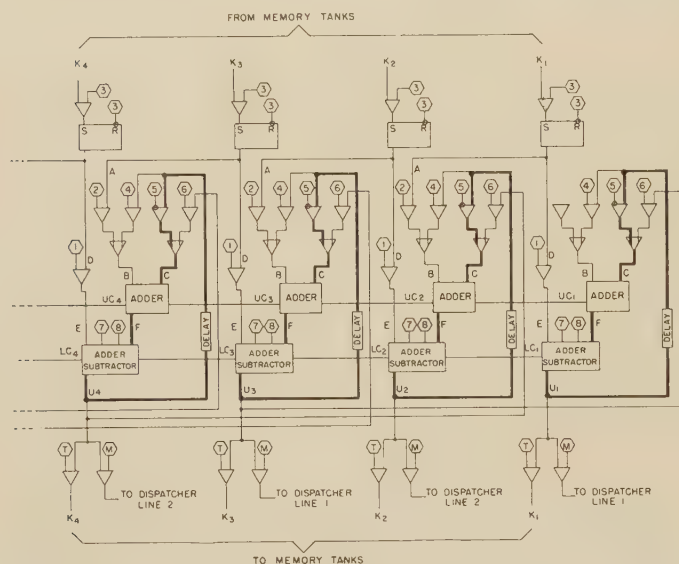 FROM MEMORY TANKS
K4 K3 K2 K1
3 3 3 3
3 3 3 3
S R S R S R S R
A A A
2 4 5 6 2 4 5 6 2 4 5 6 4 5 6
1 D 1 D 1 D 1 D
B C B C B C B C
UC4 ADDER UC3 ADDER UC2 ADDER UC1 ADDER
E 7 8 F E 7 8 F E 7 8 F E 7 8 F
DELAY DELAY DELAY DELAY
LC4 ADDER SUBTRACTOR LC3 ADDER SUBTRACTOR LC2 ADDER SUBTRACTOR LC1 ADDER SUBTRACTOR
U4 U3 U2 U1
T M T M T M T M
TO DISPATCHER LINE 2 TO DISPATCHER LINE 1 TO DISPATCHER LINE 2 TO DISPATCHER LINE 1
K4 K3 K2 K1
TO MEMORY TANKS